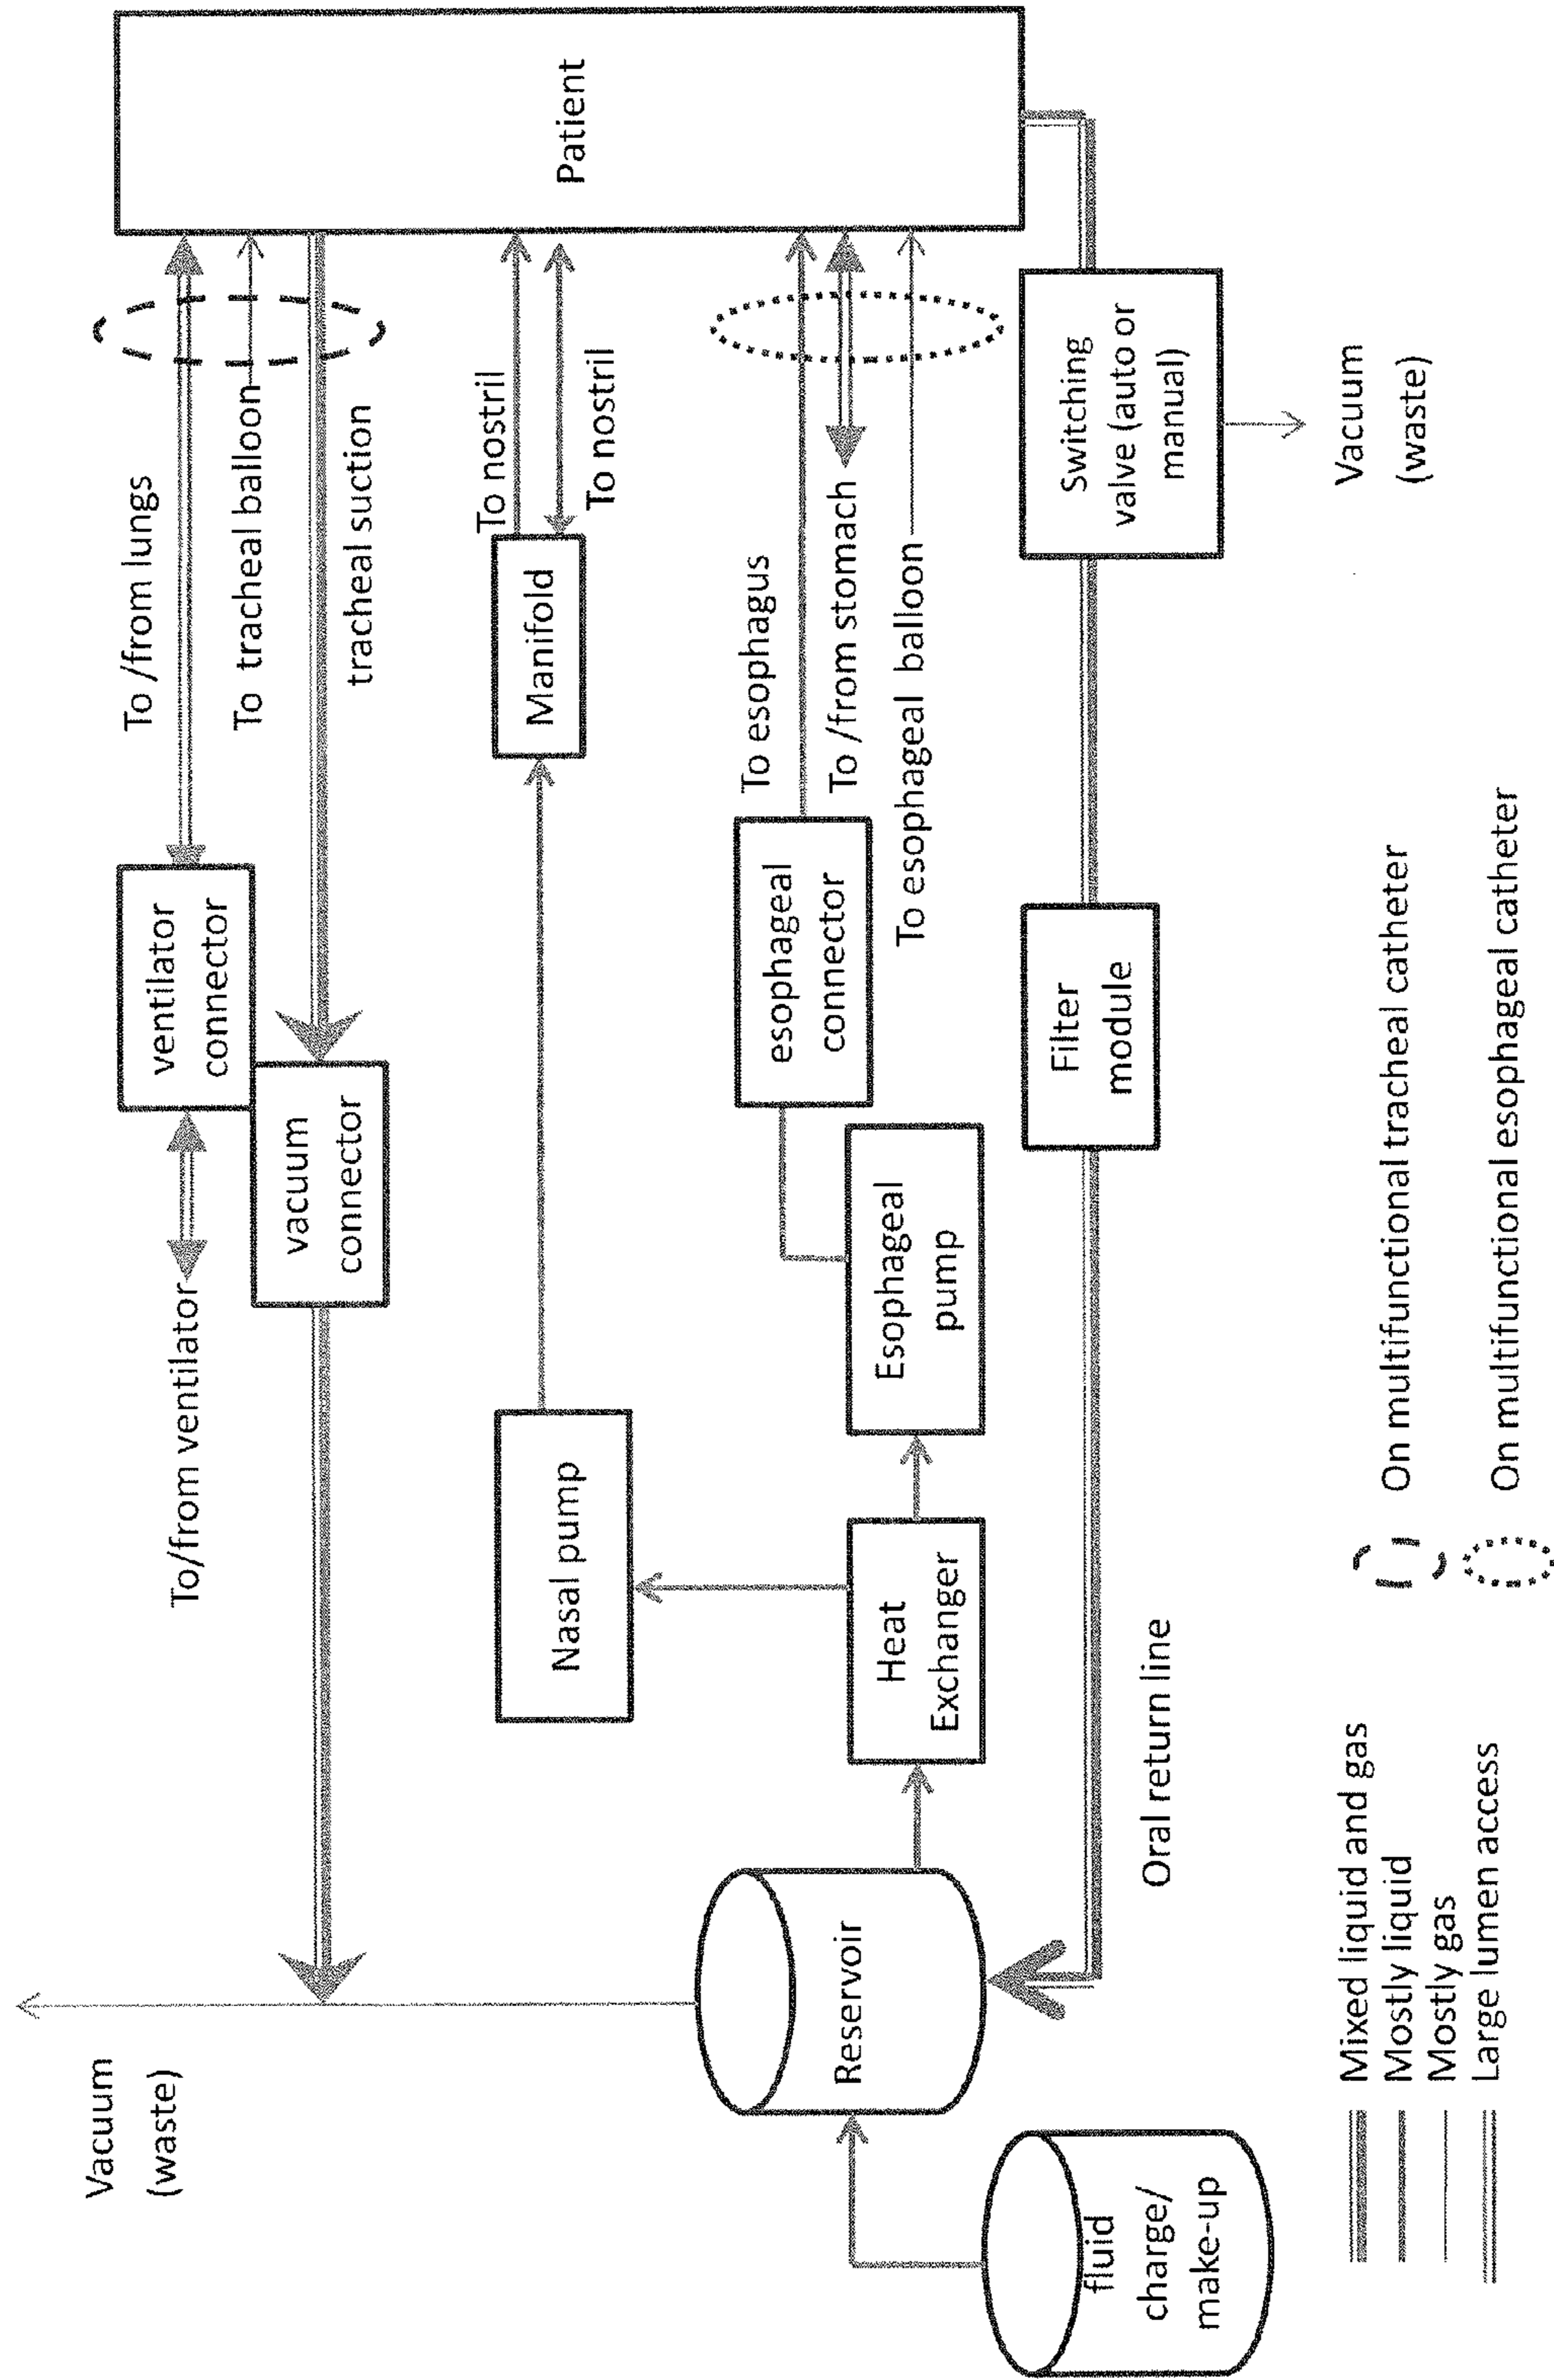 Vacuum
(waste)
To/from ventilator
ventilator
connector
vacuum
connector
To /from lungs
To tracheal balloon
tracheal suction
Patient
Nasal pump
Manifold
To nostril
To nostril
fluid
charge/
make-up
Reservoir
Heat
Exchanger
Esophageal
pump
esophageal
connector
To esophagus
To /from stomach
To esophageal balloon
Oral return line
Filter
module
Switching
valve (auto or
manual)
Vacuum
(waste)
Mixed liquid and gas
Mostly liquid
Mostly gas
Large lumen access
On multifunctional tracheal catheter
On multifunctional esophageal catheter